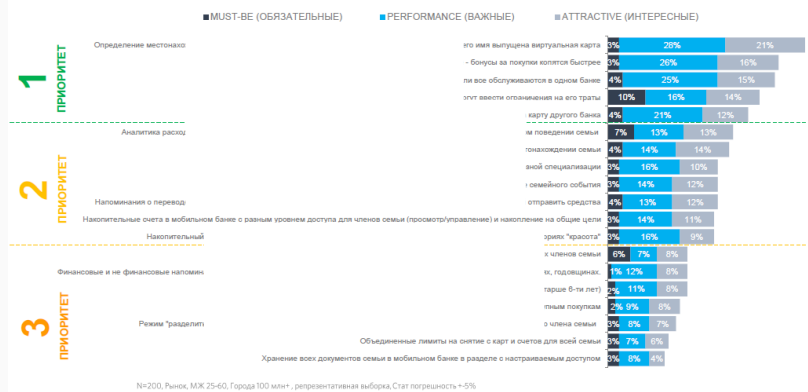 MUST-BE (ОБЯЗАТЕЛЬНЫЕ) PERFORMANCE (ВАЖНЫЕ) ATTRACTIVE (ИНТЕРЕСНЫЕ)
1 ПРИОРИТЕТ
Определение местонахо его имя выпущена виртуальная карта 3% 28% 21%
- бонусы за покупки копятся быстрее 3% 26% 16%
ли все обслуживаются в одном банке 4% 25% 15%
огут ввести ограничения на его траты 10% 16% 14%
карту другого банка 4% 21% 12%
2 ПРИОРИТЕТ
Аналитика расход ом поведении семьи 7% 13% 13%
тонахождении семьи 4% 14% 14%
ной специализации 3% 16% 10%
е семейного события 3% 14% 12%
Напоминания о перевода отправить средства 4% 13% 12%
Накопительные счета в мобильном банке с равным уровнем доступа для членов семьи (просмотр/управление) и накопление на общие цели 3% 14% 11%
Накопительный ориях "красота" 3% 16% 9%
3 ПРИОРИТЕТ
х членов семьи 6% 7% 8%
Финансовые и не финансовые напомина ях, годовщинах. 1% 12% 8%
тарше 6-ти лет) 2% 11% 8%
упным покупкам 2% 9% 8%
Режим "разделит о члена семьи 3% 8% 7%
Объединенные лимиты на снятие с карт и счетов для всей семьи 3% 7% 6%
Хранение всех документов семьи в мобильном банке в разделе с настраиваемым доступом 3% 8% 4%
N=200, Рынок, МЖ 25-60, Города 100 млн+ , репрезентативная выборка, Стат погрешность +-5%